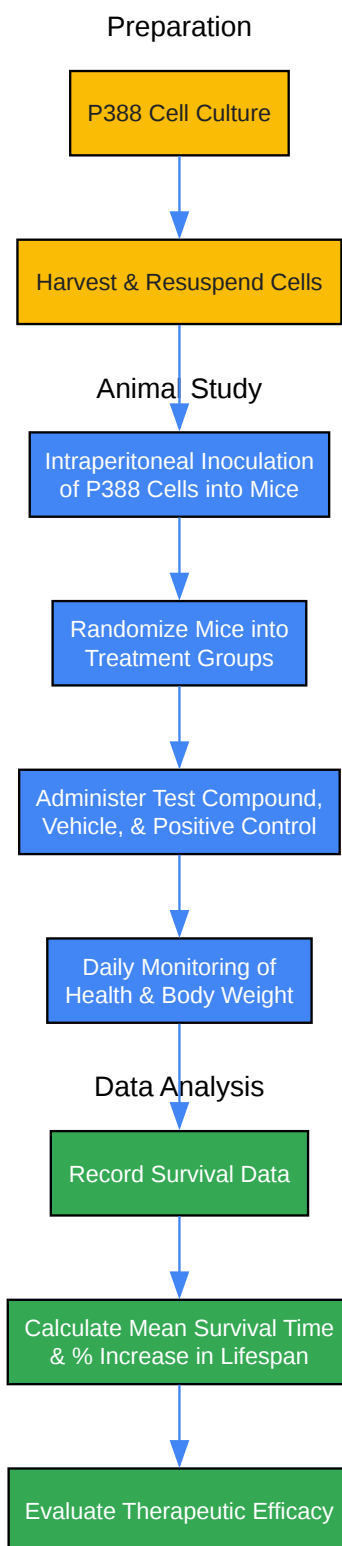 Preparation
P388 Cell Culture
Harvest & Resuspend Cells
Animal Study
Intraperitoneal Inoculation
of P388 Cells into Mice
Randomize Mice into
Treatment Groups
Administer Test Compound,
Vehicle, & Positive Control
Daily Monitoring of
Health & Body Weight
Data Analysis
Record Survival Data
Calculate Mean Survival Time
& % Increase in Lifespan
Evaluate Therapeutic Efficacy